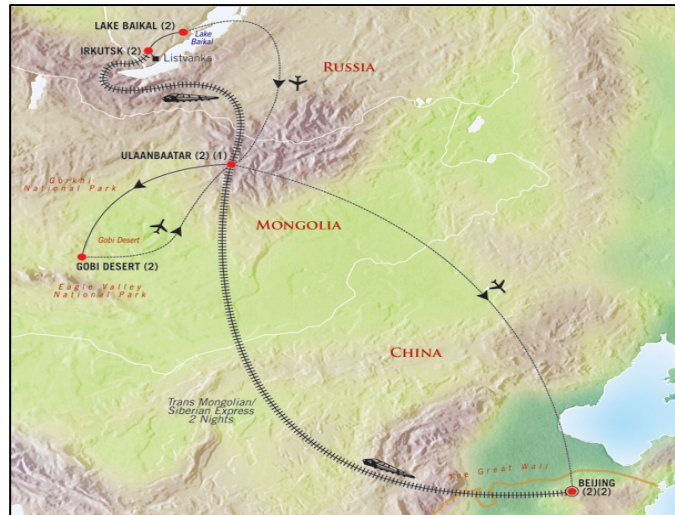 LAKE BAIKAL (2)
Lake
Baikal
IRKUTSK (2)
Listvanka
RUSSIA
ULAANBAATAR (2) (1)
Gorkhi
National Park
MONGOLIA
Gobi Desert
GOBI DESERT (2)
Eagle Valley
National Park
CHINA
Trans Mongolian/
Siberian Express
2 Nights
The Great Wall
BEIJING
(2)(2)